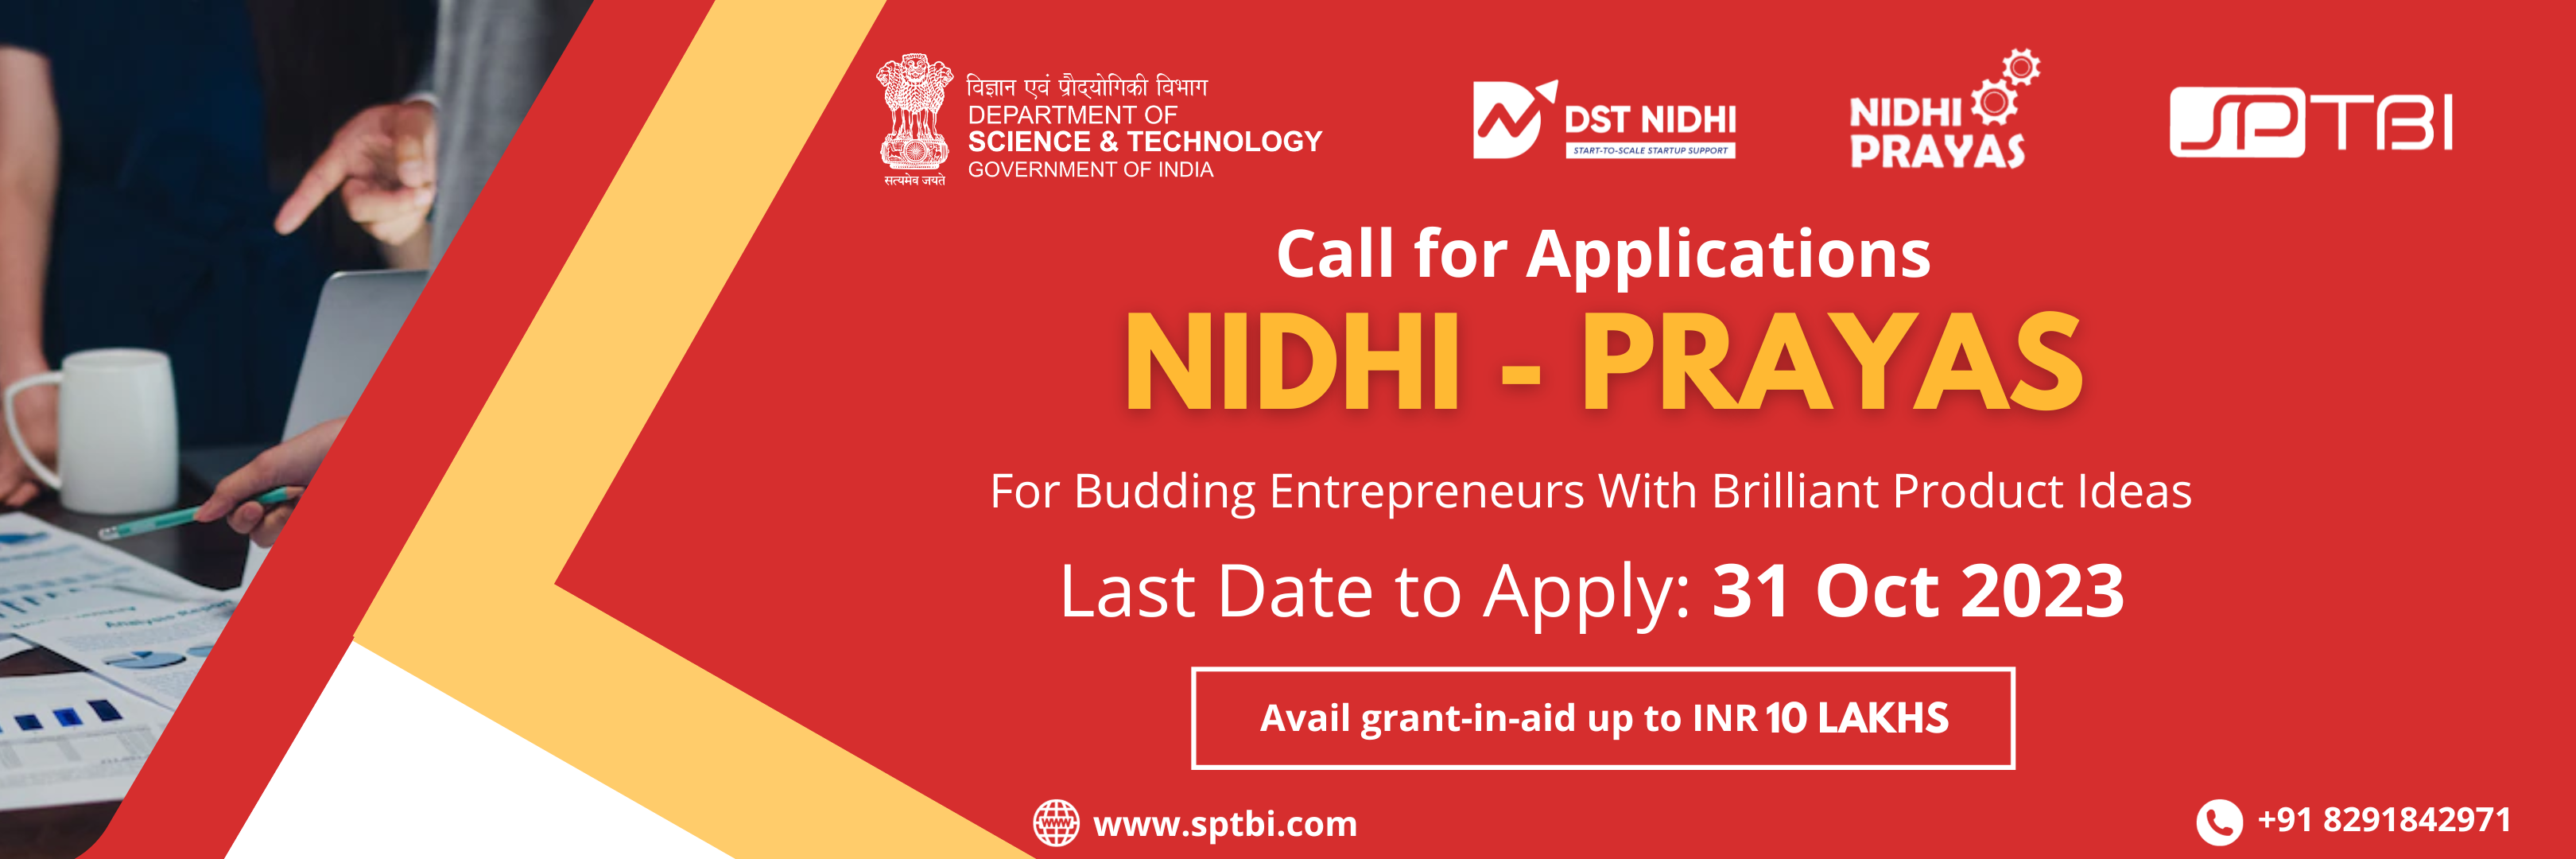 विज्ञान एवं प्रौद्योगिकी विभाग
DEPARTMENT OF
SCIENCE & TECHNOLOGY
GOVERNMENT OF INDIA
सत्यमेव जयते
DST NIDHI
START-TO-SCALE STARTUP SUPPORT
NIDHI
PRAYAS
SPTBI
Call for Applications
NIDHI - PRAYAS
For Budding Entrepreneurs With Brilliant Product Ideas
Last Date to Apply: 31 Oct 2023
Avail grant-in-aid up to INR 10 LAKHS
www.sptbi.com
+91 8291842971
Analysis Report